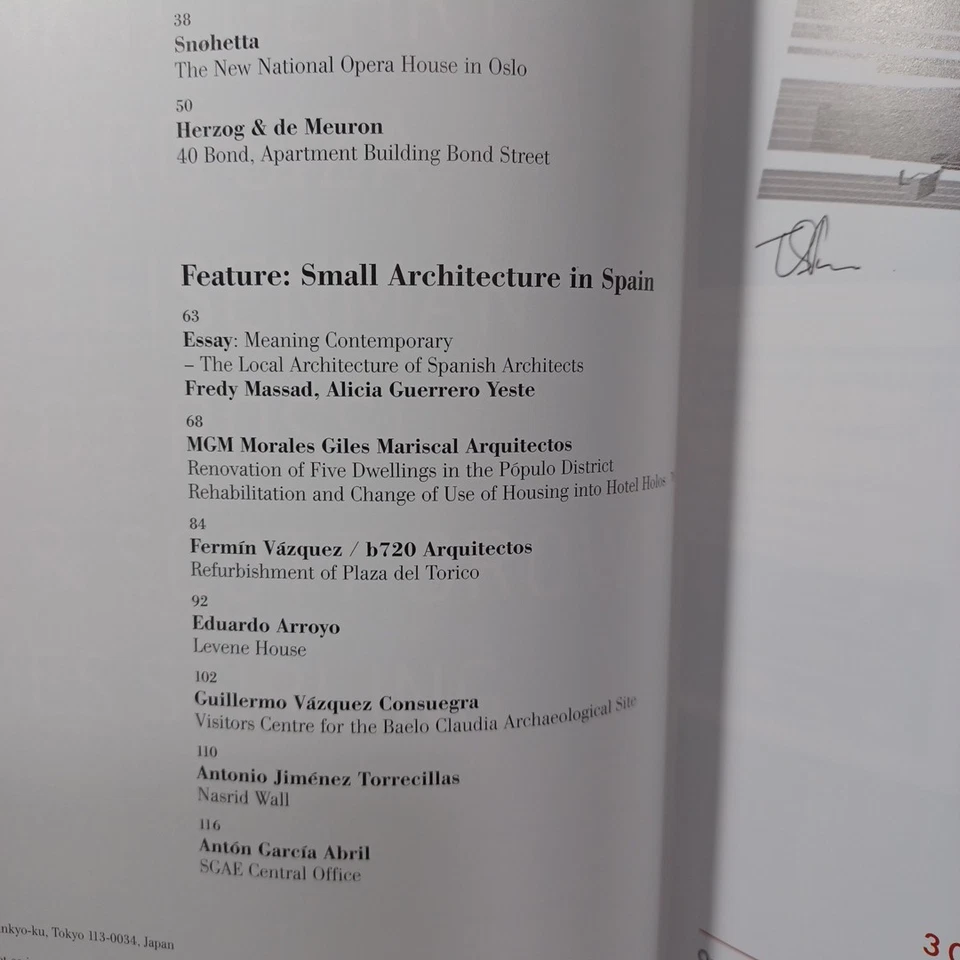 38
Snøhetta
The New National Opera House in Oslo
50
Herzog & de Meuron
40 Bond, Apartment Building Bond Street
Feature: Small Architecture in Spain
63
Essay: Meaning Contemporary
– The Local Architecture of Spanish Architects
Fredy Massad, Alicia Guerrero Yeste
68
MGM Morales Giles Mariscal Arquitectos
Renovation of Five Dwellings in the Pópulo District
Rehabilitation and Change of Use of Housing into Hotel Holos
84
Fermín Vázquez / b720 Arquitectos
Refurbishment of Plaza del Torico
92
Eduardo Arroyo
Levene House
102
Guillermo Vázquez Consuegra
Visitors Centre for the Baelo Claudia Archaeological Site
110
Antonio Jiménez Torrecillas
Nasrid Wall
116
Antón García Abril
SGAE Central Office
nkyo-ku, Tokyo 113-0034, Japan
3